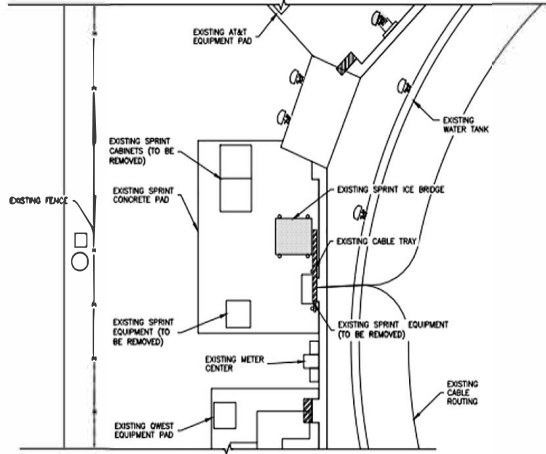 EXISTING AT&T
EQUIPMENT PAD
EXISTING
WATER TANK
EXISTING SPRINT
CABINETS (TO BE
REMOVED)
EXISTING SPRINT
CONCRETE PAD
EXISTING SPRINT ICE BRIDGE
EXISTING FENCE
EXISTING CABLE TRAY
EXISTING SPRINT
EQUIPMENT (TO
BE REMOVED)
EXISTING SPRINT EQUIPMENT
(TO BE REMOVED)
EXISTING METER
CENTER
EXISTING
CABLE
ROUTING
EXISTING QWEST
EQUIPMENT PAD